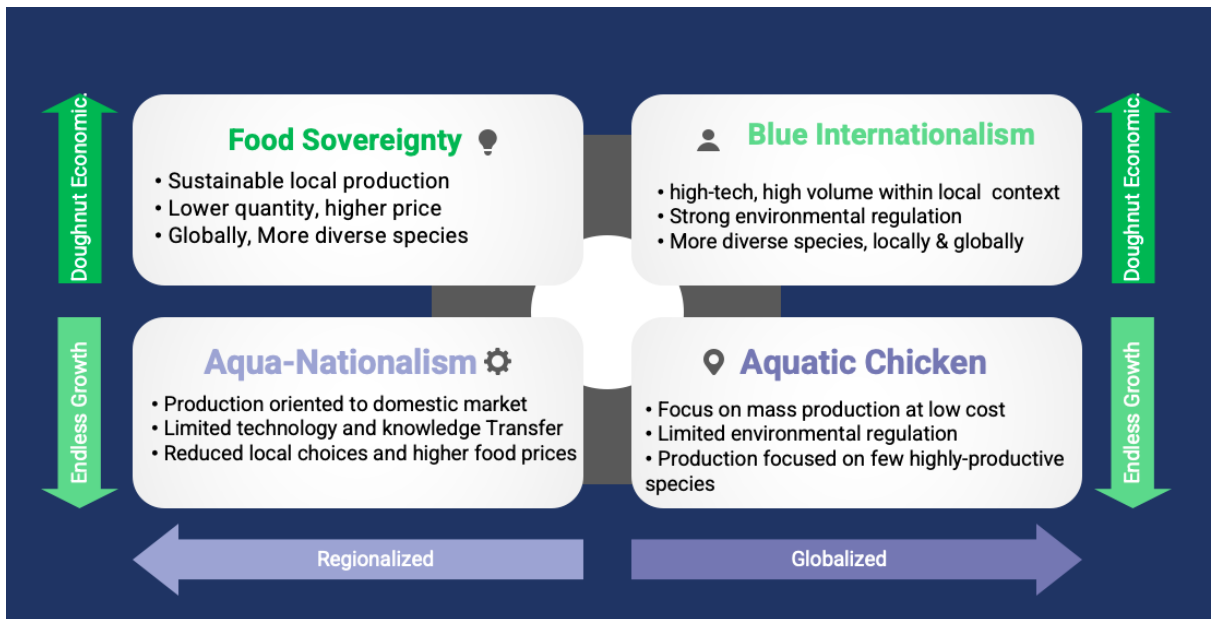 Doughnut Economic.
Food Sovereignty
• Sustainable local production
• Lower quantity, higher price
• Globally, More diverse species
Blue Internationalism
• high-tech, high volume within local context
• Strong environmental regulation
• More diverse species, locally & globally
Doughnut Economic.
Endless Growth
Aqua-Nationalism
• Production oriented to domestic market
• Limited technology and knowledge Transfer
• Reduced local choices and higher food prices
Aquatic Chicken
• Focus on mass production at low cost
• Limited environmental regulation
• Production focused on few highly-productive
species
Endless Growth
Regionalized
Globalized